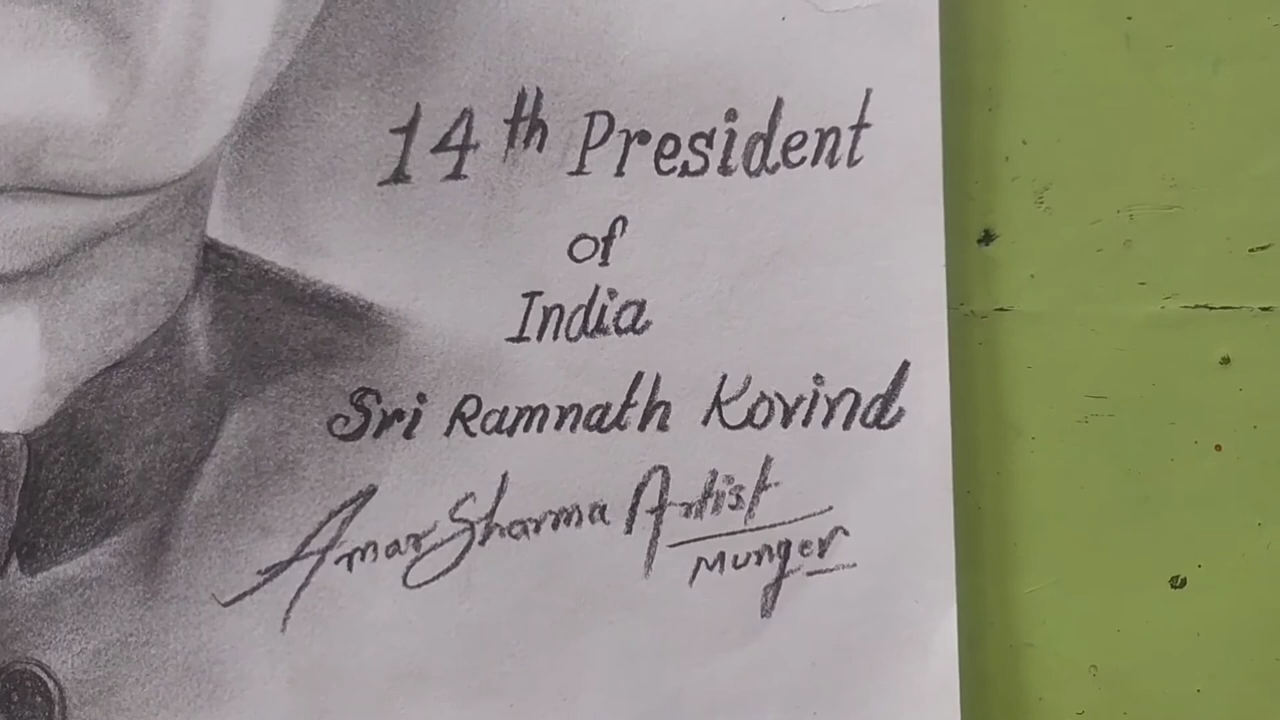 14th President
of
India
Sri Ramnath Kovind
Amar Sharma Artist
Munger